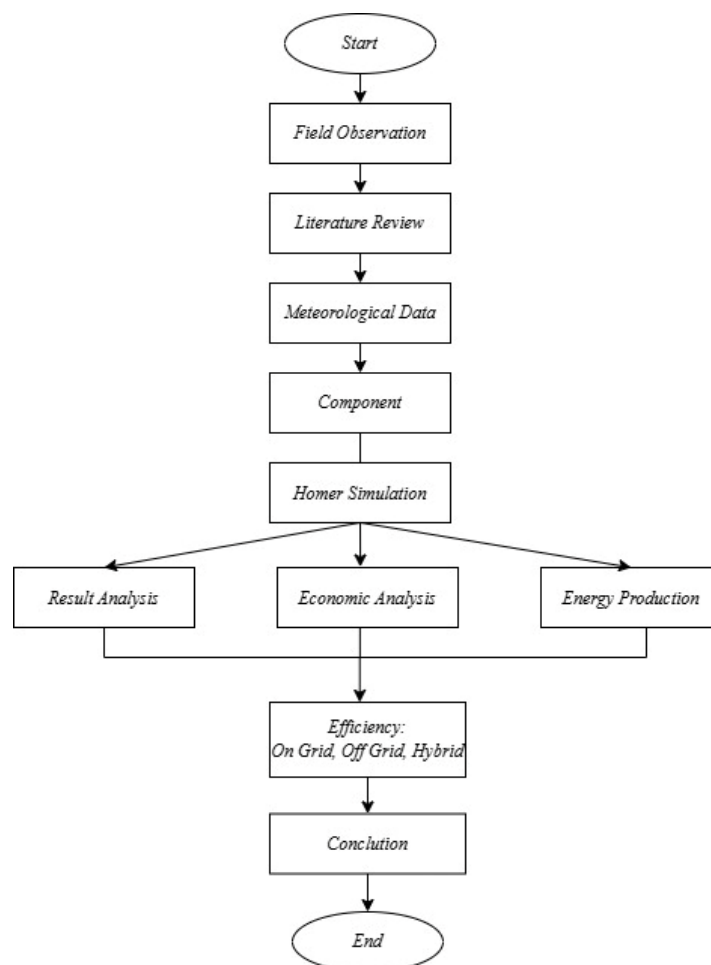 Start
Field Observation
Literature Review
Meteorological Data
Component
Homer Simulation
Result Analysis
Economic Analysis
Energy Production
Efficiency:
On Grid, Off Grid, Hybrid
Conclution
End